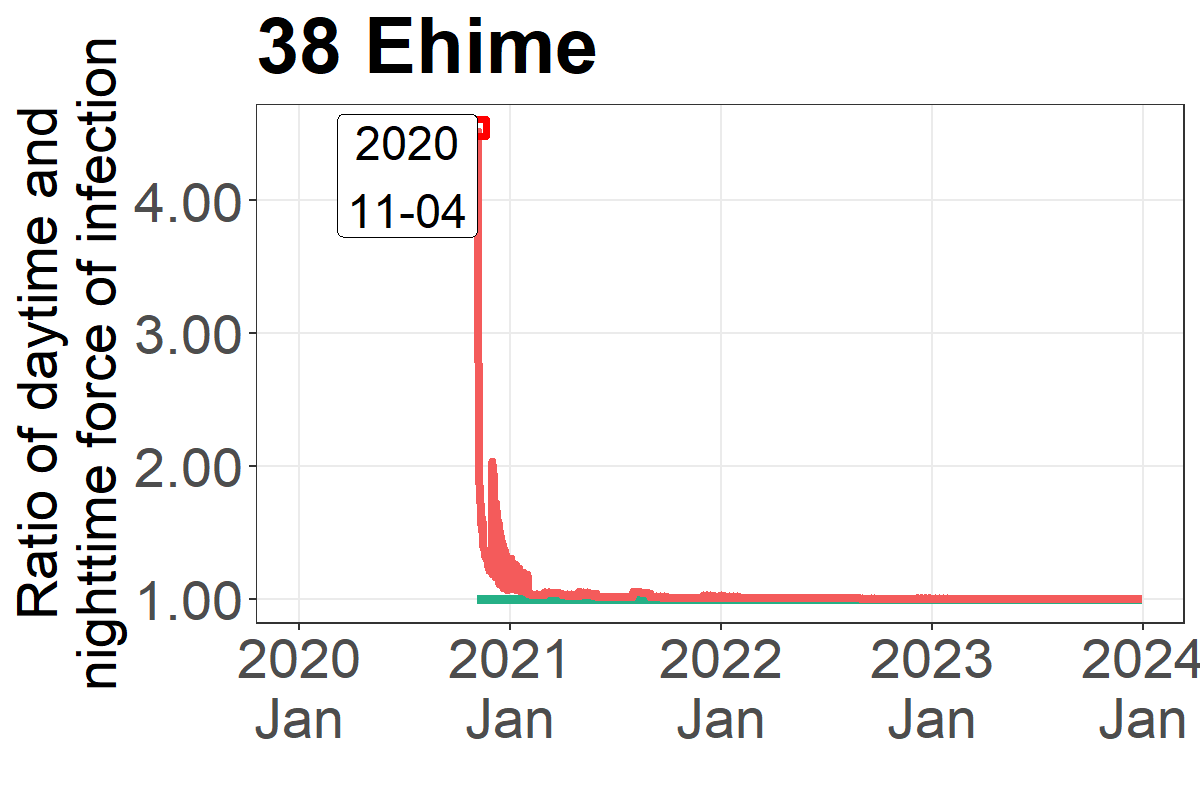 38 Ehime
Ratio of daytime and
nighttime force of infection
2020
11-04
4.00
3.00
2.00
1.00
2020 2021 2022 2023 2024
Jan Jan Jan Jan Jan